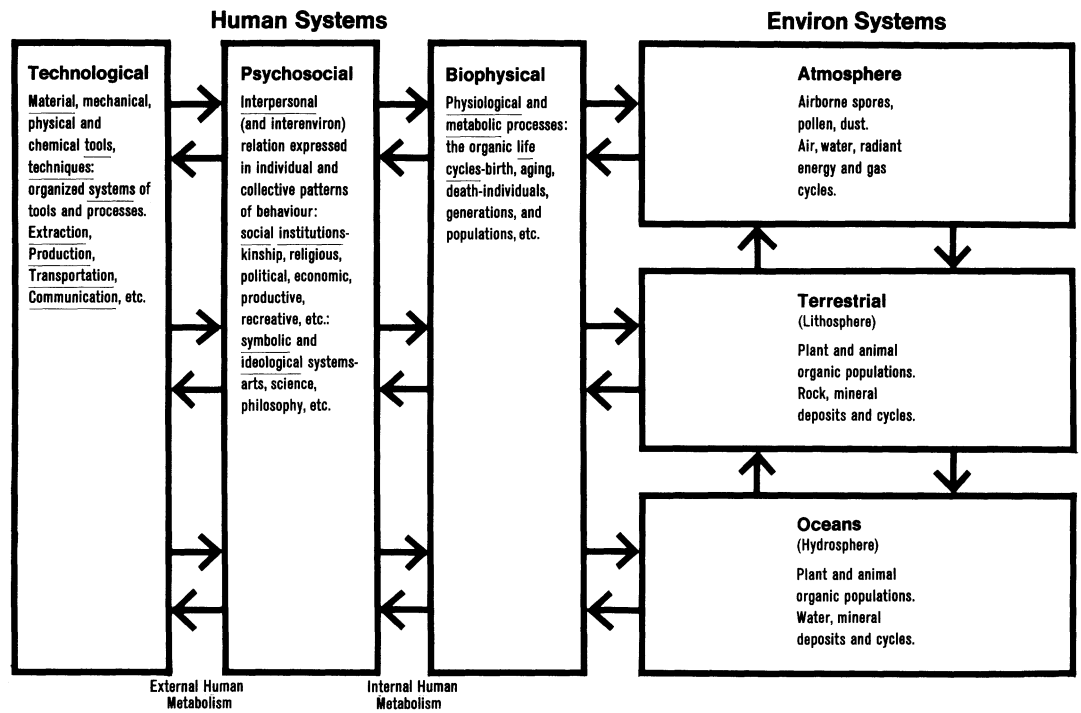 Human Systems
Environ Systems
Technological
Material, mechanical,
physical and
chemical tools,
techniques:
organized systems of
tools and processes.
Extraction,
Production,
Transportation,
Communication, etc.
Psychosocial
Interpersonal
(and interenviron)
relation expressed
in individual and
collective patterns
of behaviour:
social institutions-
kinship, religious,
political, economic,
productive,
recreative, etc.:
symbolic and
ideological systems-
arts, science,
philosophy, etc.
Biophysical
Physiological and
metabolic processes:
the organic life
cycles-birth, aging,
death-individuals,
generations, and
populations, etc.
Atmosphere
Airborne spores,
pollen, dust.
Air, water, radiant
energy and gas
cycles.
Terrestrial
(Lithosphere)
Plant and animal
organic populations.
Rock, mineral
deposits and cycles.
Oceans
(Hydrosphere)
Plant and animal
organic populations.
Water, mineral
deposits and cycles.
External Human
Metabolism
Internal Human
Metabolism